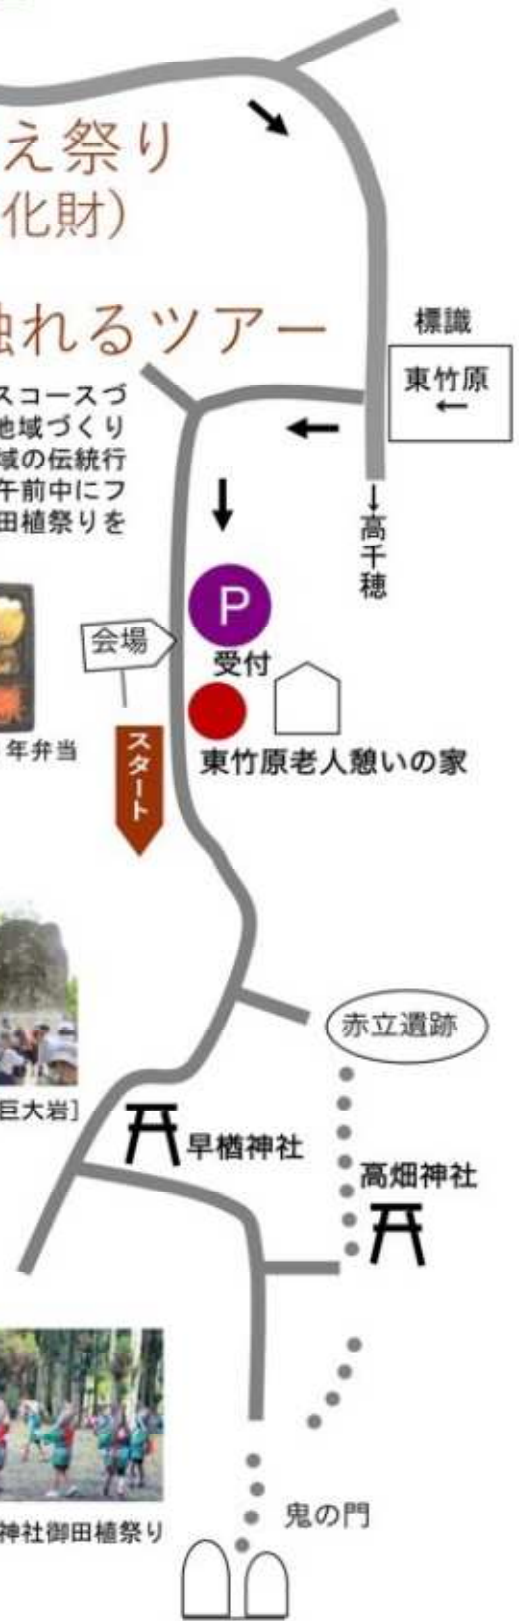 え祭り
化財）
触れるツアー
スコースづ
地域づくり
域の伝統行
午前中にフ
田植祭りを
標識
東竹原
←
↓高千穂
P
会場
受付
スタート
東竹原老人憩いの家
年弁当
赤立遺跡
巨大岩］
早楢神社
高畑神社
神社御田植祭り
鬼の門